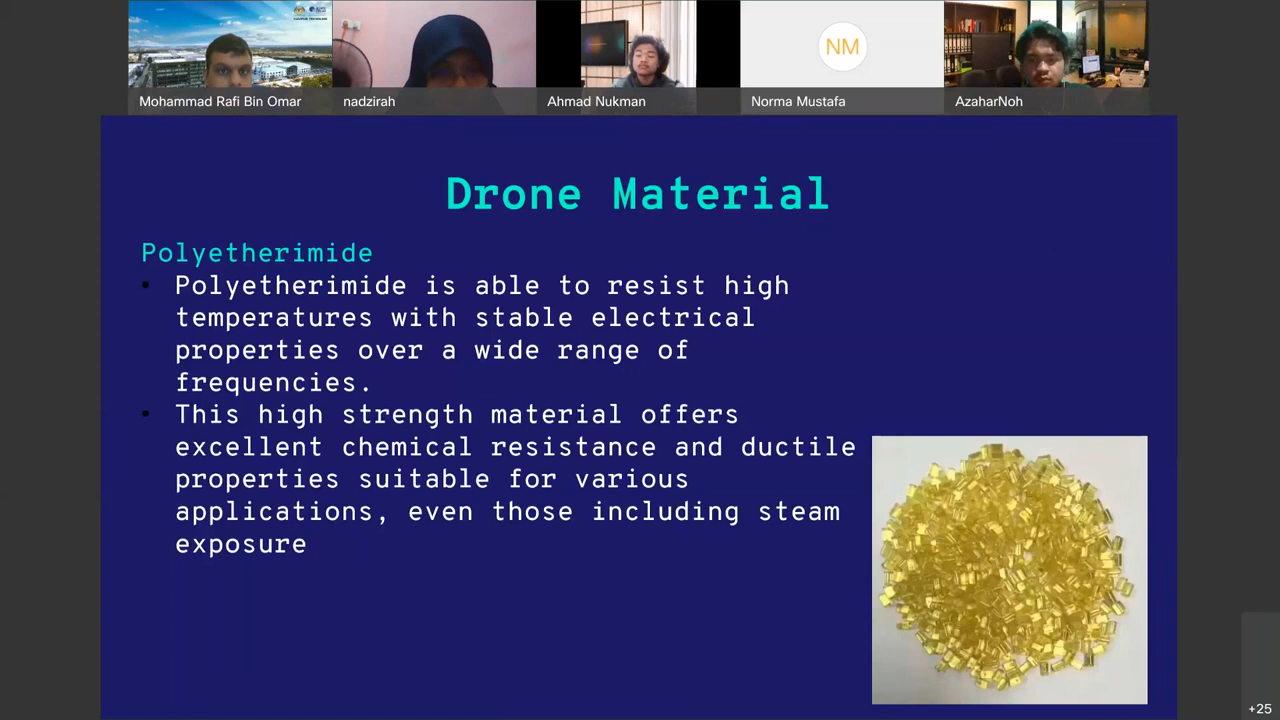 Mohammad Rafi Bin Omar
nadzirah
Ahmad Nukman
NM
Norma Mustafa
AzaharNoh
Drone Material
Polyetherimide
• Polyetherimide is able to resist high
temperatures with stable electrical
properties over a wide range of
frequencies.
• This high strength material offers
excellent chemical resistance and ductile
properties suitable for various
applications, even those including steam
exposure
+25